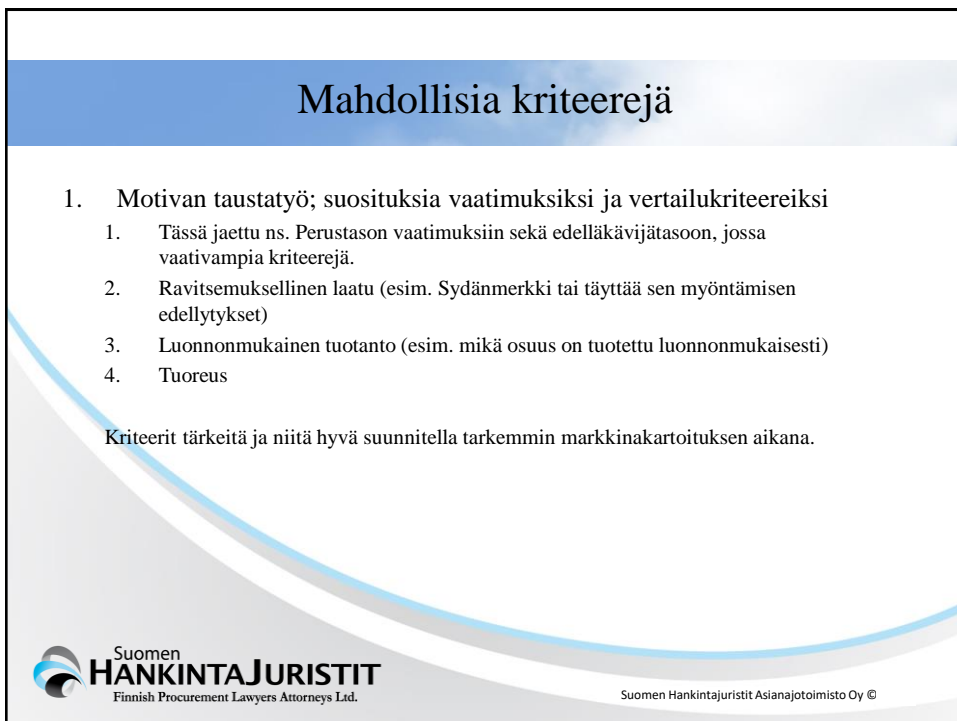 Mahdollisia kriteerejä
1. Motivan taustatyö; suosituksia vaatimuksiksi ja vertailukriteereiksi
1. Tässä jaettu ns. Perustason vaatimuksiin sekä edelläkävijätasoon, jossa
vaativampia kriteerejä.
2. Ravitsemuksellinen laatu (esim. Sydänmerkki tai täyttää sen myöntämisen
edellytykset)
3. Luonnonmukainen tuotanto (esim. mikä osuus on tuotettu luonnonmukaisesti)
4. Tuoreus
Kriteerit tärkeitä ja niitä hyvä suunnitella tarkemmin markkinakartoituksen aikana.
Suomen
HANKINTAJURISTIT
Finnish Procurement Lawyers Attorneys Ltd.
Suomen Hankintajuristit Asianajotoimisto Oy ©